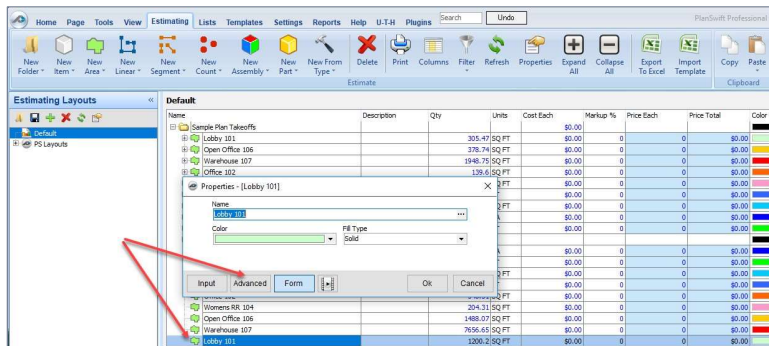 Home Page Tools View Estimating Lists Templates Settings Reports Help U-T-H Plugins Search Undo PlanSwift Professional
New Folder New Item New Area New Linear New Segment New Count New Assembly New Part New From Type Delete Print Columns Filter Refresh Properties Expand All Collapse All Export To Excel Import Template Copy Paste
Estimate Clipboard
Estimating Layouts « Default
Name Description Qty Units Cost Each Markup % Price Each Price Total Color
Default
PS Layouts
Sample Plan Takeoffs $0.00
Lobby 101 305.47 SQ FT $0.00 0 0 $0.00
Open Office 106 378.74 SQ FT $0.00 0 0 $0.00
Warehouse 107 1948.75 SQ FT $0.00 0 0 $0.00
Office 102 139.6 SQ FT $0.00 0 0 $0.00
Properties - [Lobby 101]
Name
Lobby 101
Color Fill Type
Solid
Input Advanced Form Ok Cancel
Womens RR 104 204.31 SQ FT $0.00 0 0 $0.00
Open Office 106 1488.07 SQ FT $0.00 0 0 $0.00
Warehouse 107 7656.65 SQ FT $0.00 0 0 $0.00
Lobby 101 1200.2 SQ FT $0.00 0 0 $0.00